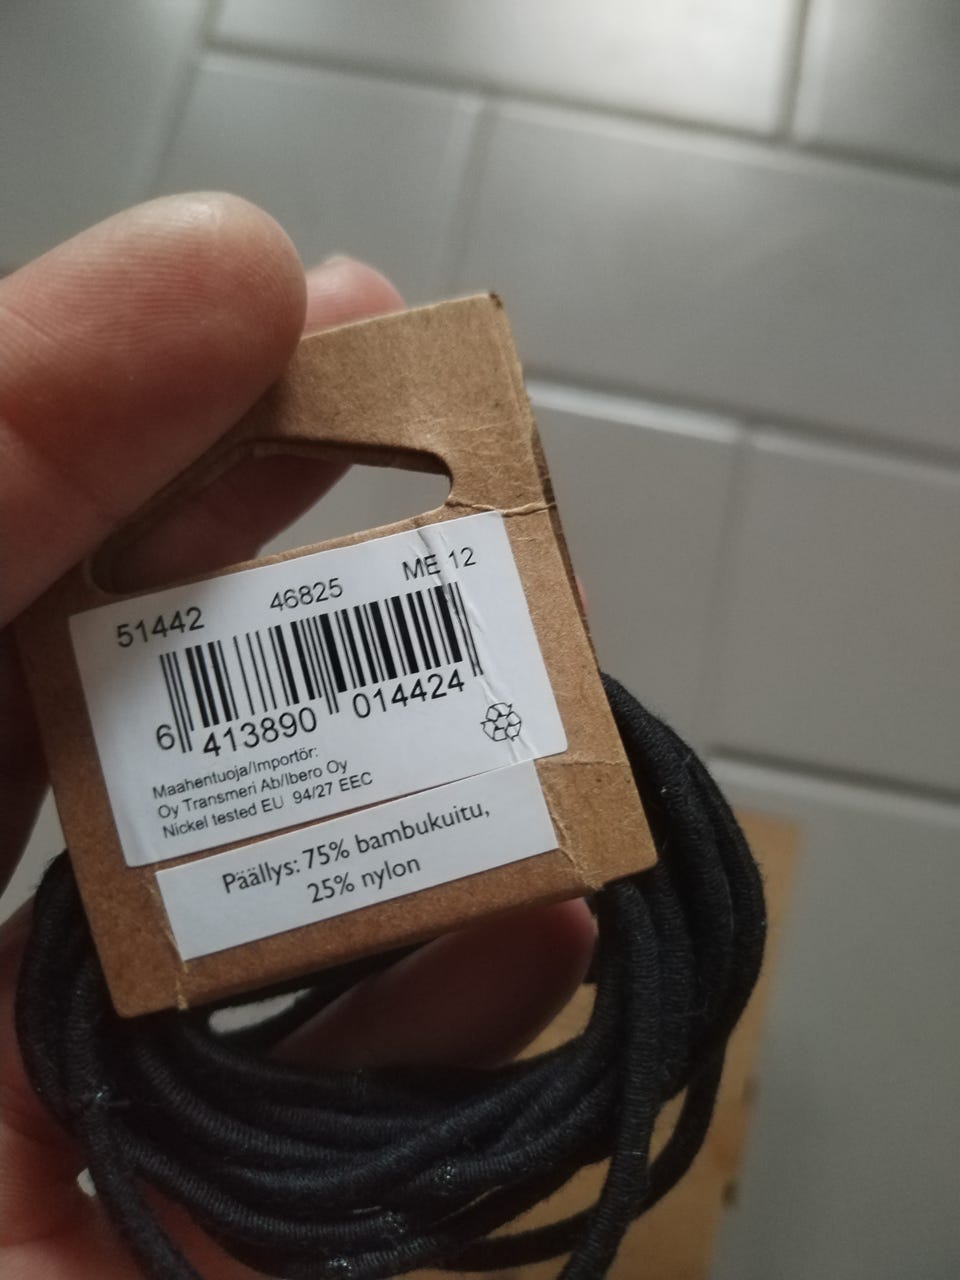 51442 46825 ME 12
6 413890 014424
Maahentuoja/Importör:
Oy Transmeri Ab/Ibero Oy
Nickel tested EU 94/27 EEC
Päällys: 75% bambukuitu,
25% nylon